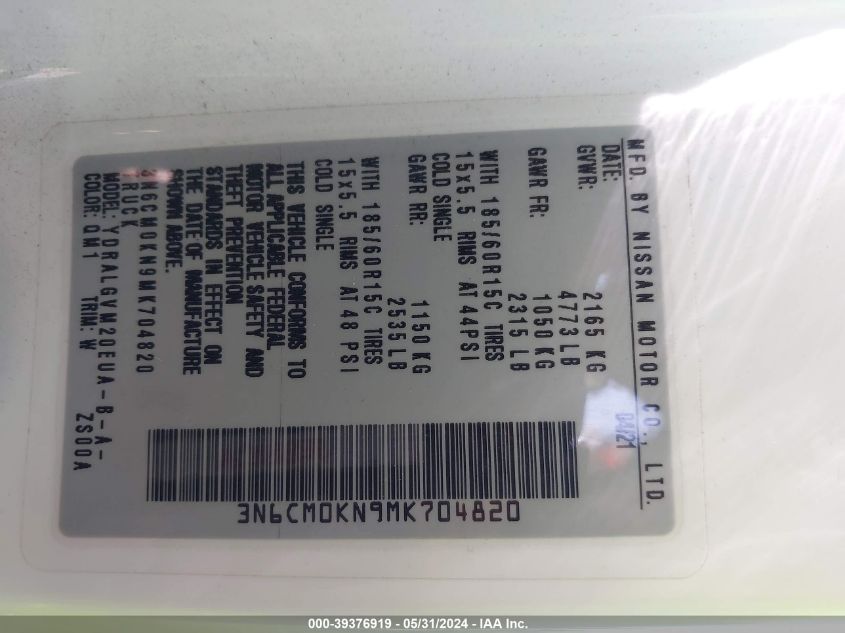 MFD. BY NISSAN MOTOR CO., LTD.
DATE: 04/21
GVWR: 2165 KG
4773 LB
GAWR FR: 1050 KG
2315 LB
WITH 185/60R15C TIRES
15x5.5 RIMS AT 44PSI
COLD SINGLE
GAWR RR: 1150 KG
2535 LB
WITH 185/60R15C TIRES
15x5.5 RIMS AT 48 PSI
COLD SINGLE
THIS VEHICLE CONFORMS TO
ALL APPLICABLE FEDERAL
MOTOR VEHICLE SAFETY AND
THEFT PREVENTION
STANDARDS IN EFFECT ON
THE DATE OF MANUFACTURE
SHOWN ABOVE.
3N6CM0KN9MK704820
TRUCK
MODEL: YDRALGVM20EUA-B-A-
COLOR: QM1 TRIM: W ZS00A
3N6CM0KN9MK704820
000-39376919 - 05/31/2024 - IAA Inc.